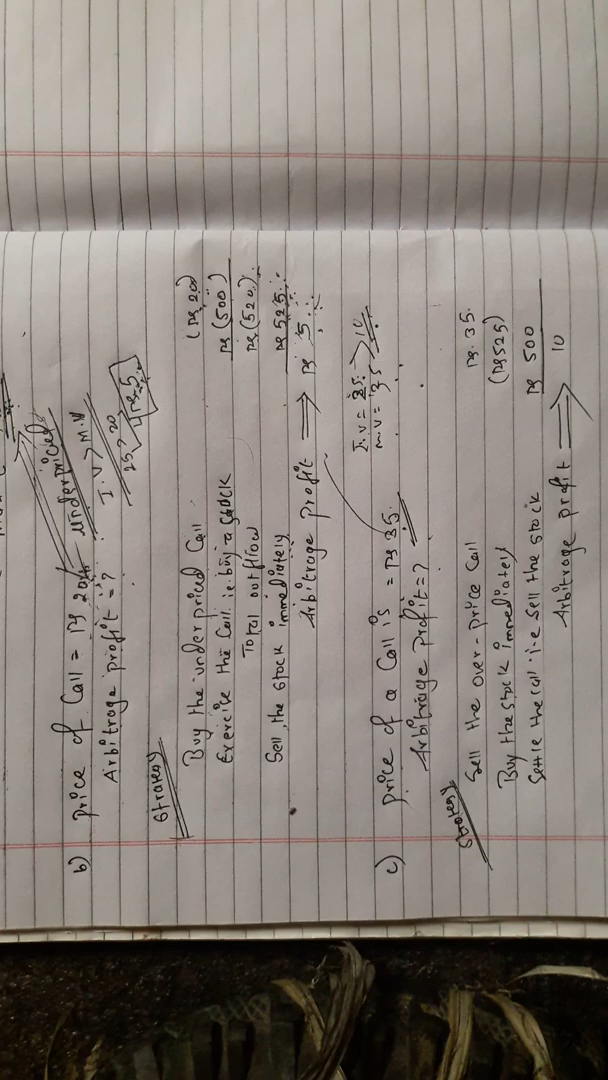 b) price of Call = Rs 20 Underpriced
Arbitrage profit = ?
I.V > M.V
25 > 20
Rs 5
Strategy
Buy the underpriced Call (Rs 20)
Exercise the Call i.e buy a stock Rs (500)
Total outflow Rs (520)
Sell the stock immediately Rs 525
Arbitrage profit ⇒ Rs 5
c) price of a Call is = Rs 35.
Arbitrage profit = ?
I.V = 25
M.V = 35 > 10
Strategy
Sell the over-price Call Rs. 35.
Buy the stock immediately (Rs 525)
Settle the call i.e Sell the stock Rs 500
Arbitrage profit ⇒ 10